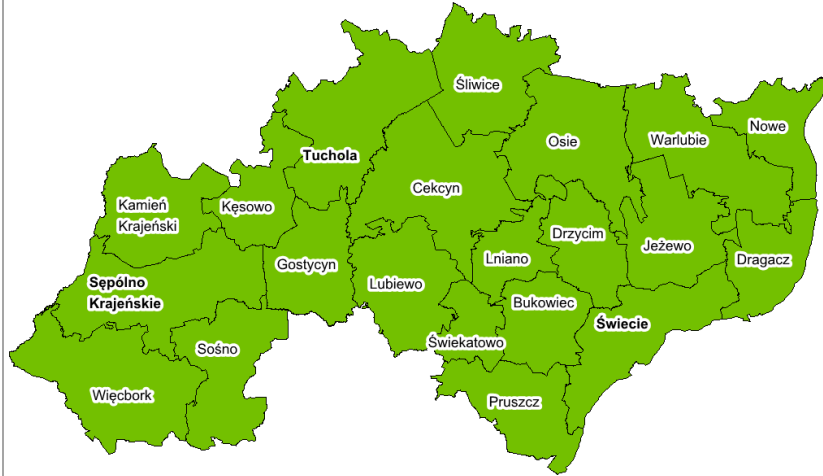 Śliwice
Nowe
Osie
Warlubie
Tuchola
Cekcyn
Kamień
Krajeński
Kęsowo
Drzycim
Jeżewo
Lniano
Dragacz
Gostycyn
Lubiewo
Sępólno
Krajeńskie
Bukowiec
Świecie
Świekatowo
Sośno
Więcbork
Pruszcz